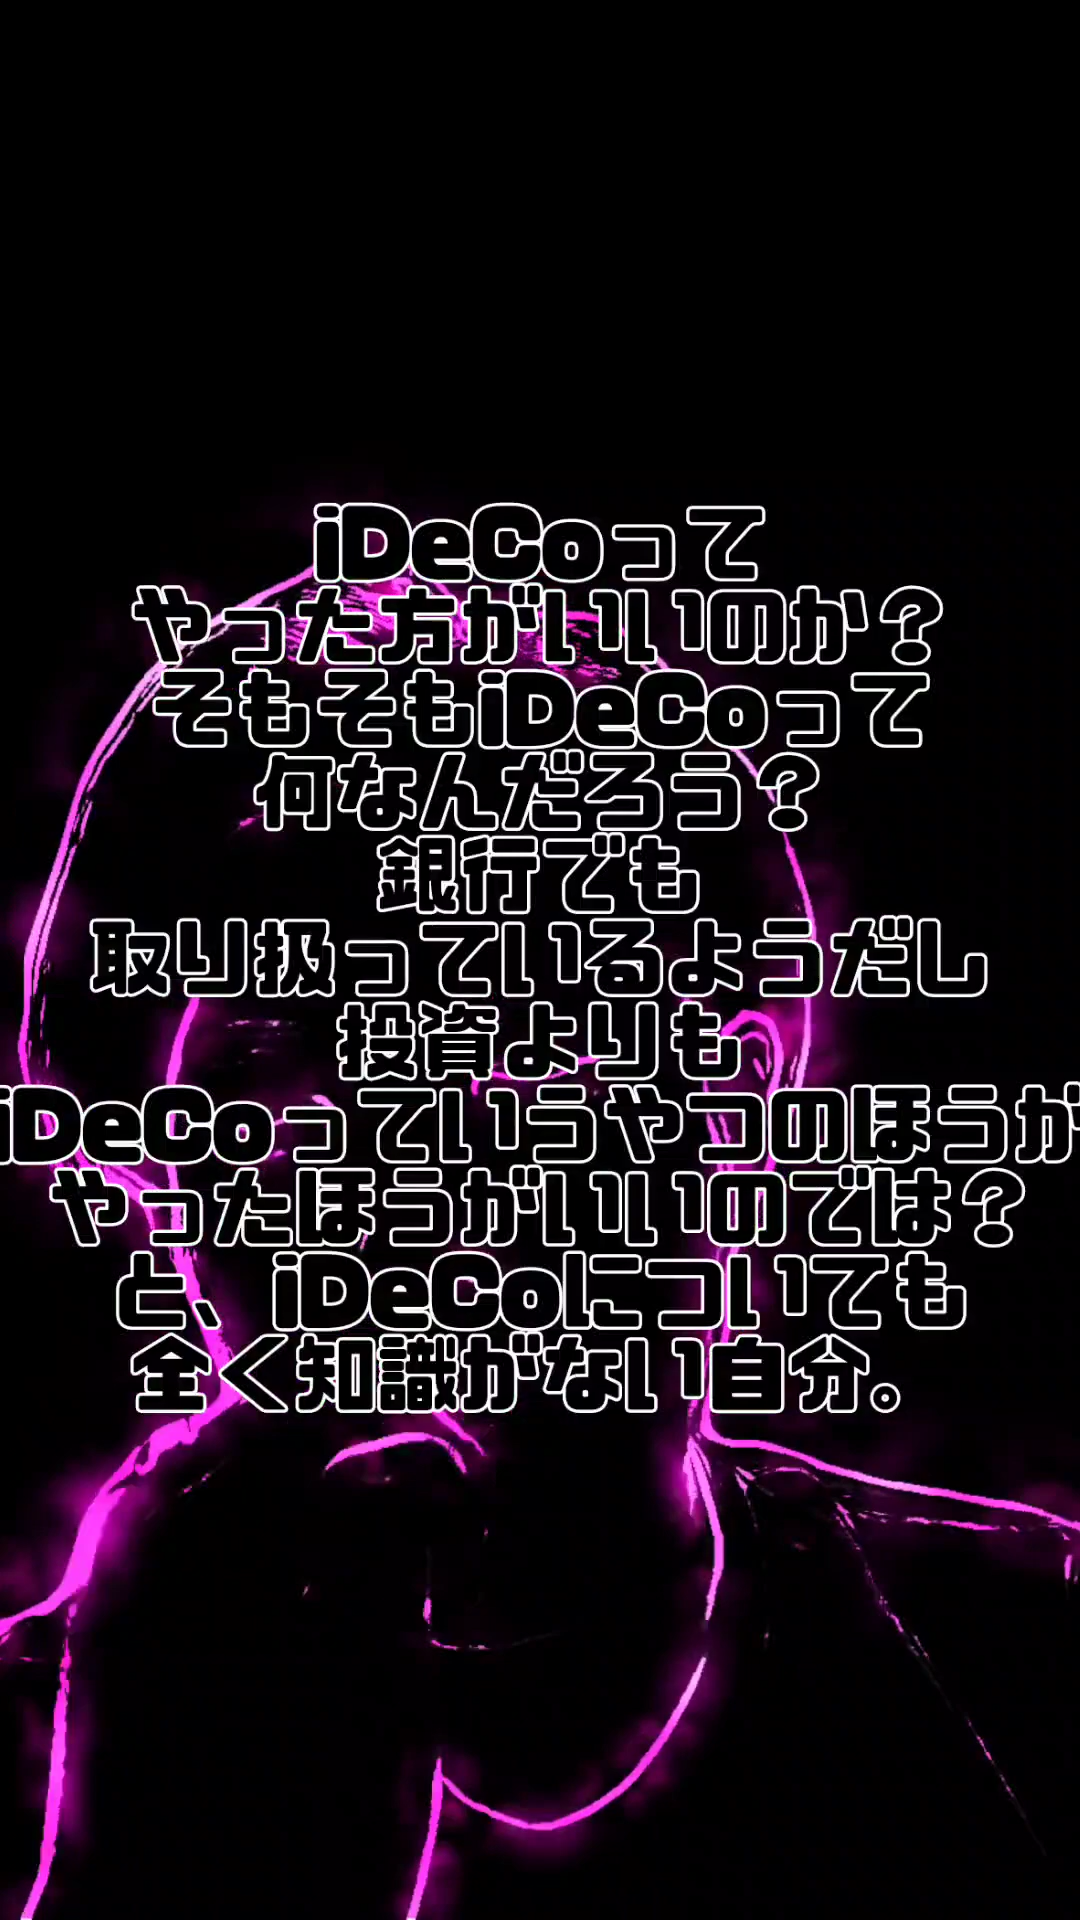 iDeCoって
やった方がいいのか？
そもそもiDeCoって
何なんだろう？
銀行でも
取り扱っているようだし
投資よりも
iDeCoっていうやつのほうが
やったほうがいいのでは？
と、iDeCoについても
全く知識がない自分。